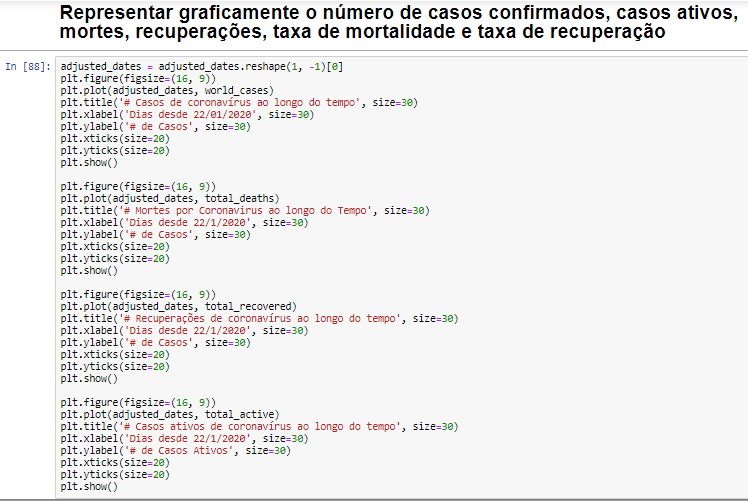 Representar graficamente o número de casos confirmados, casos ativos,
mortes, recuperações, taxa de mortalidade e taxa de recuperação
In [88]: adjusted_dates = adjusted_dates.reshape(1, -1)[0]
plt.figure(figsize=(16, 9))
plt.plot(adjusted_dates, world_cases)
plt.title('# Casos de coronavírus ao longo do tempo', size=30)
plt.xlabel('Dias desde 22/01/2020', size=30)
plt.ylabel('# de Casos', size=30)
plt.xticks(size=20)
plt.yticks(size=20)
plt.show()

plt.figure(figsize=(16, 9))
plt.plot(adjusted_dates, total_deaths)
plt.title('# Mortes por Coronavirus ao longo do Tempo', size=30)
plt.xlabel('Dias desde 22/1/2020', size=30)
plt.ylabel('# de Casos', size=30)
plt.xticks(size=20)
plt.yticks(size=20)
plt.show()

plt.figure(figsize=(16, 9))
plt.plot(adjusted_dates, total_recovered)
plt.title('# Recuperações de coronavírus ao longo do tempo', size=30)
plt.xlabel('Dias desde 22/1/2020', size=30)
plt.ylabel('# de Casos', size=30)
plt.xticks(size=20)
plt.yticks(size=20)
plt.show()

plt.figure(figsize=(16, 9))
plt.plot(adjusted_dates, total_active)
plt.title('# Casos ativos de coronavírus ao longo do tempo', size=30)
plt.xlabel('Dias desde 22/1/2020', size=30)
plt.ylabel('# de Casos Ativos', size=30)
plt.xticks(size=20)
plt.yticks(size=20)
plt.show()